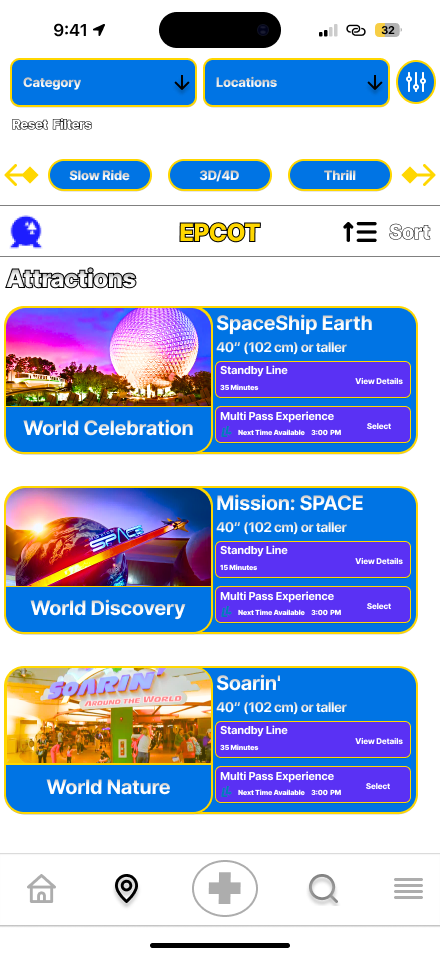 9:41
32
Category
Locations
Reset Filters
Slow Ride
3D/4D
Thrill
EPCOT
Sort
Attractions
SpaceShip Earth
40” (102 cm) or taller
Standby Line
35 Minutes
View Details
World Celebration
Multi Pass Experience
Next Time Available 3:00 PM
Select
Mission: SPACE
40” (102 cm) or taller
SPACE
Standby Line
15 Minutes
View Details
World Discovery
Multi Pass Experience
Next Time Available 3:00 PM
Select
Soarin'
40” (102 cm) or taller
SOARIN'
AROUND THE WORLD
Standby Line
35 Minutes
View Details
World Nature
Multi Pass Experience
Next Time Available 3:00 PM
Select